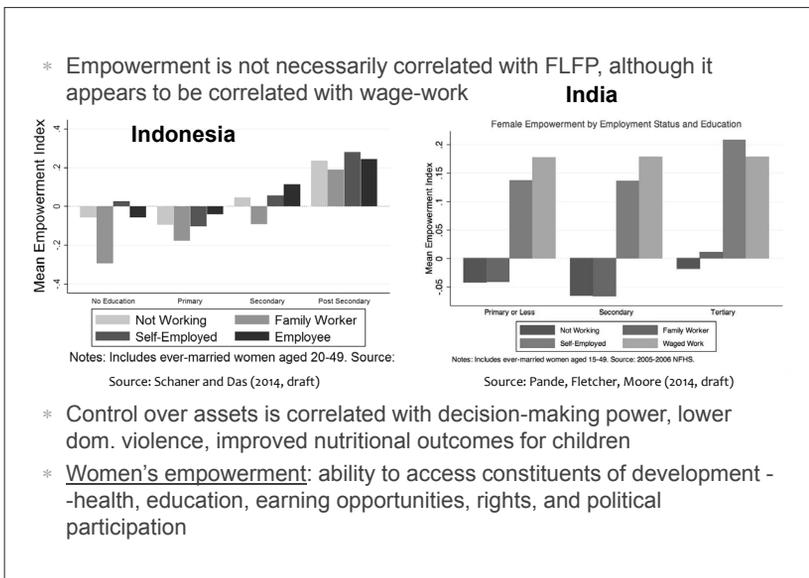 ∗ Empowerment is not necessarily correlated with FLFP, although it
appears to be correlated with wage-work
India
Indonesia
Mean Empowerment Index
.4
.2
0
-.2
-.4
No Education Primary Secondary Post Secondary
Not Working Family Worker
Self-Employed Employee
Notes: Includes ever-married women aged 20-49. Source:
Source: Schaner and Das (2014, draft)
Female Empowerment by Employment Status and Education
Mean Empowerment Index
.2
.15
.1
.05
0
-.05
Primary or Less Secondary Tertiary
Not Working Family Worker
Self-Employed Waged Work
Notes: Includes ever-married women aged 15-49. Source: 2005-2006 NFHS.
Source: Pande, Fletcher, Moore (2014, draft)
∗ Control over assets is correlated with decision-making power, lower
dom. violence, improved nutritional outcomes for children
∗ Women’s empowerment: ability to access constituents of development -
-health, education, earning opportunities, rights, and political
participation